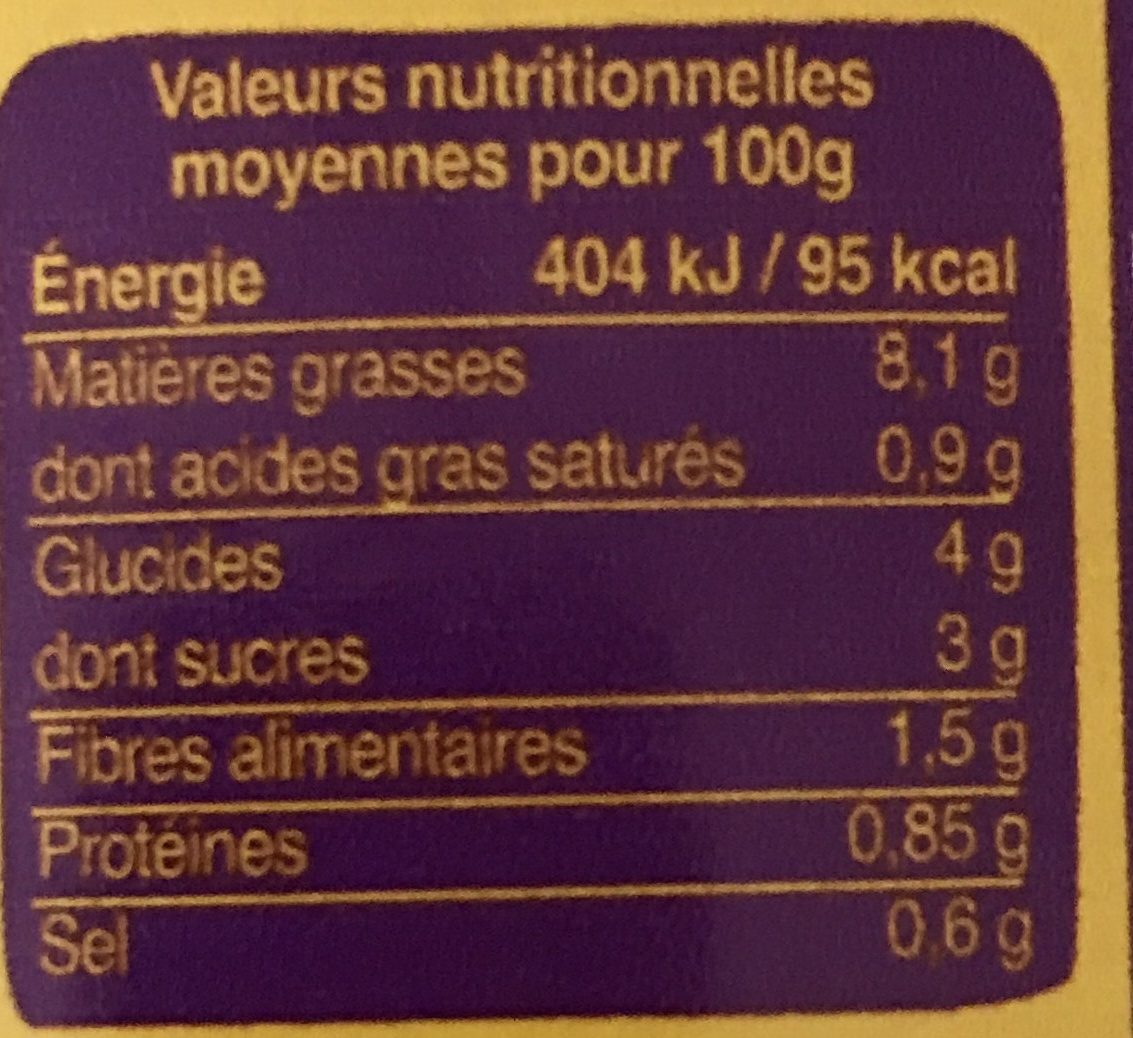 Valeurs nutritionnelles
moyennes pour 100g
Énergie 404 kJ / 95 kcal
Matières grasses 8,1 g
dont acides gras saturés 0,9 g
Glucides 4 g
dont sucres 3 g
Fibres alimentaires 1,5 g
Protéines 0,85 g
Sel 0,6 g